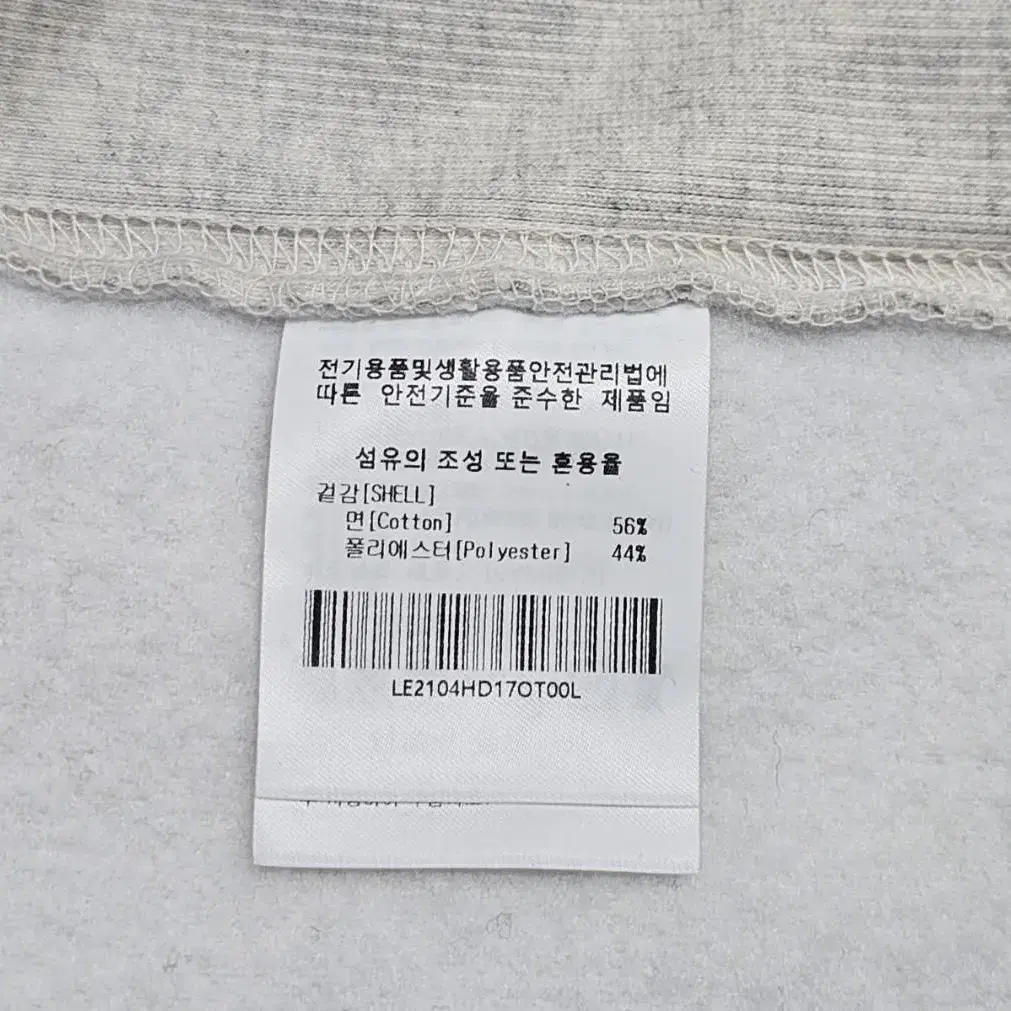 전기용품및생활용품안전관리법에
따른 안전기준을 준수한 제품임
섬유의 조성 또는 혼용율
겉감[SHELL]
면[Cotton] 56%
폴리에스터[Polyester] 44%
LE2104HD17OT00L